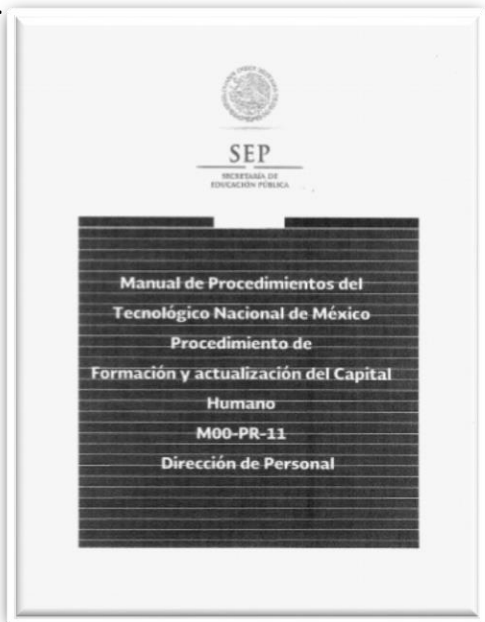 SEP
SECRETARÍA DE
EDUCACIÓN PÚBLICA
Manual de Procedimientos del
Tecnológico Nacional de México
Procedimiento de
Formación y actualización del Capital
Humano
M00-PR-11
Dirección de Personal